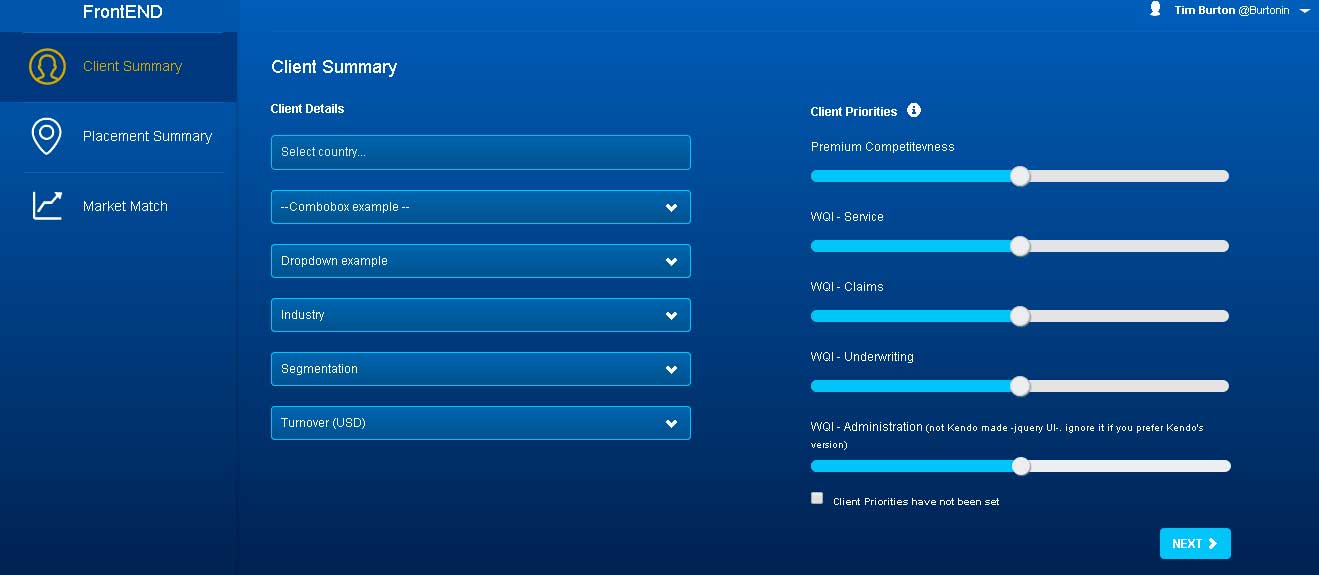 FrontEND
Tim Burton @Burtonin
Client Summary
Placement Summary
Market Match
Client Summary
Client Details
Select country...
--Combobox example --
Dropdown example
Industry
Segmentation
Turnover (USD)
Client Priorities
Premium Competitevness
WQI - Service
WQI - Claims
WQI - Underwriting
WQI - Administration (not Kendo made -jquery UI-. ignore it if you prefer Kendo's
version)
Client Priorities have not been set
NEXT